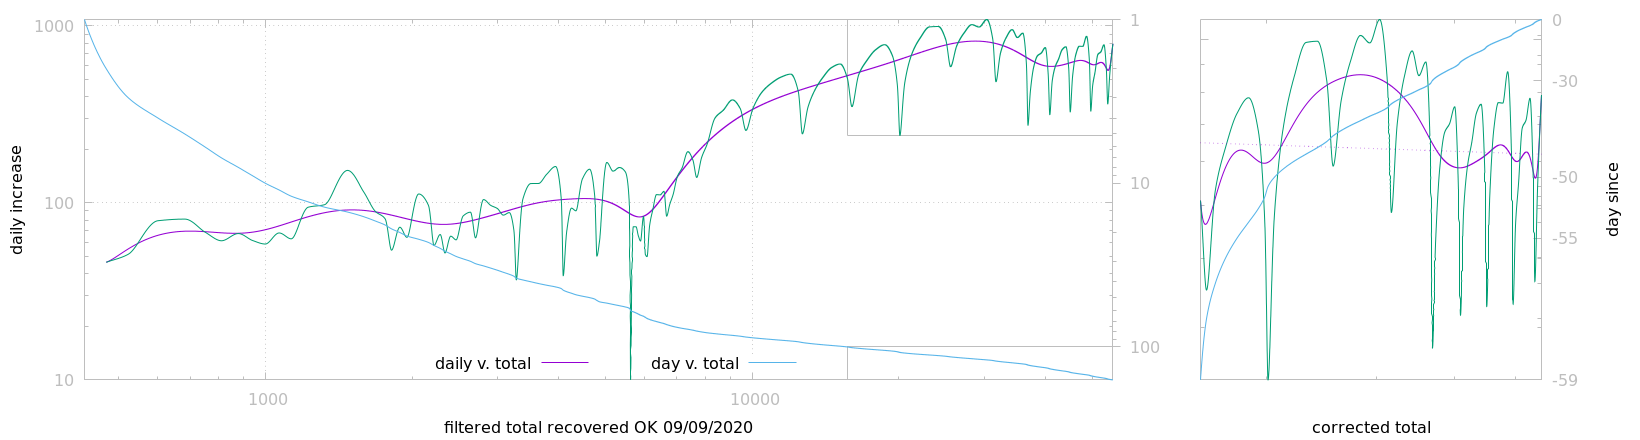 1000
100
10
daily increase
1000
10000
1
10
100
daily v. total
day v. total
filtered total recovered OK 09/09/2020
0
-30
-50
-55
-59
day since
corrected total